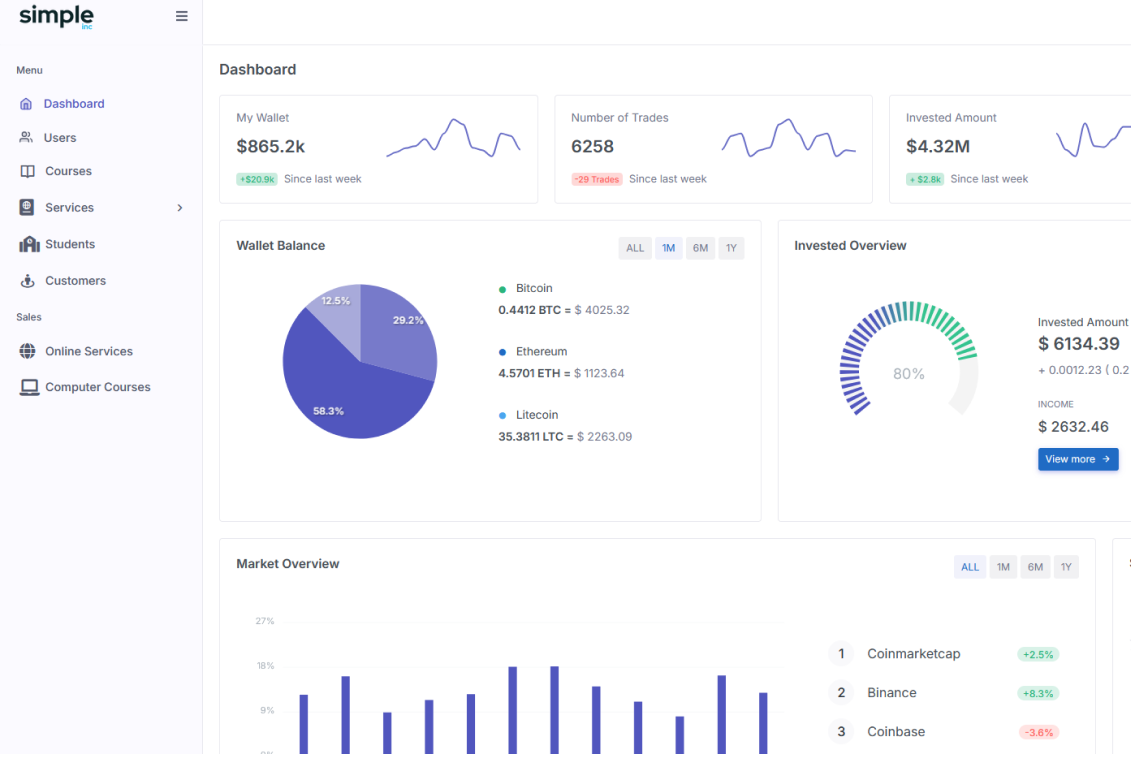 simple
inc
Menu
Dashboard
Users
Courses
Services
Students
Customers
Sales
Online Services
Computer Courses
Dashboard
My Wallet
$865.2k
+$20.9k Since last week
Number of Trades
6258
-29 Trades Since last week
Invested Amount
$4.32M
+ $2.8k Since last week
Wallet Balance
ALL 1M 6M 1Y
12.5%
29.2%
58.3%
Bitcoin
0.4412 BTC = $ 4025.32
Ethereum
4.5701 ETH = $ 1123.64
Litecoin
35.3811 LTC = $ 2263.09
Invested Overview
80%
Invested Amount
$ 6134.39
+ 0.0012.23 ( 0.2
INCOME
$ 2632.46
View more →
Market Overview
ALL 1M 6M 1Y
27%
18%
9%
1 Coinmarketcap +2.5%
2 Binance +8.3%
3 Coinbase -3.6%